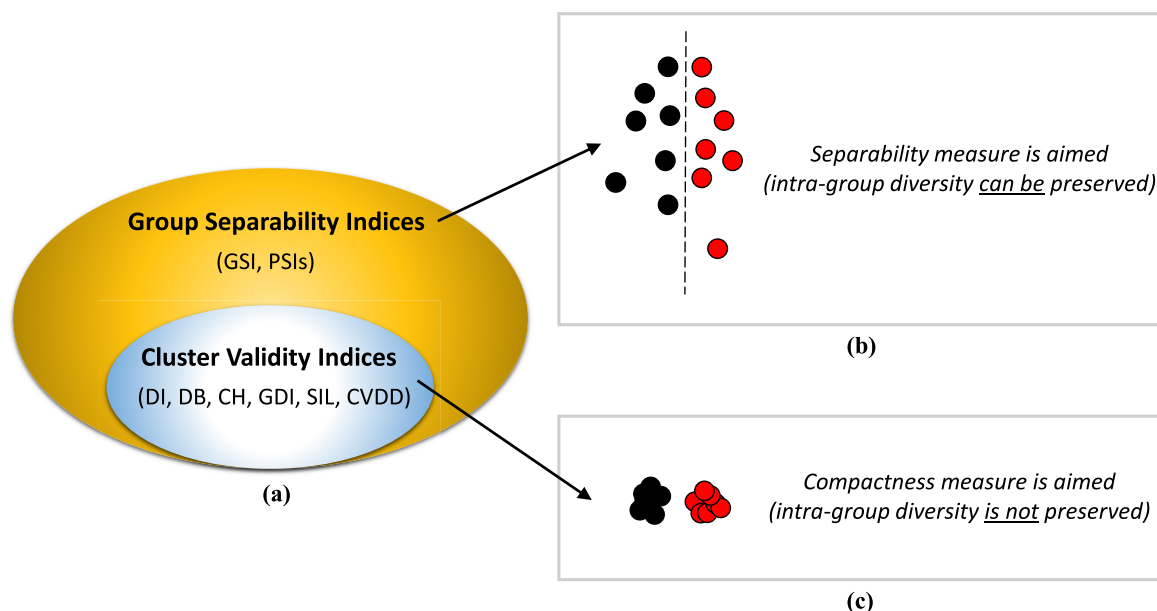 Group Separability Indices
(GSI, PSIs)
Cluster Validity Indices
(DI, DB, CH, GDI, SIL, CVDD)
(a)
Separability measure is aimed
(intra-group diversity can be preserved)
(b)
Compactness measure is aimed
(intra-group diversity is not preserved)
(c)